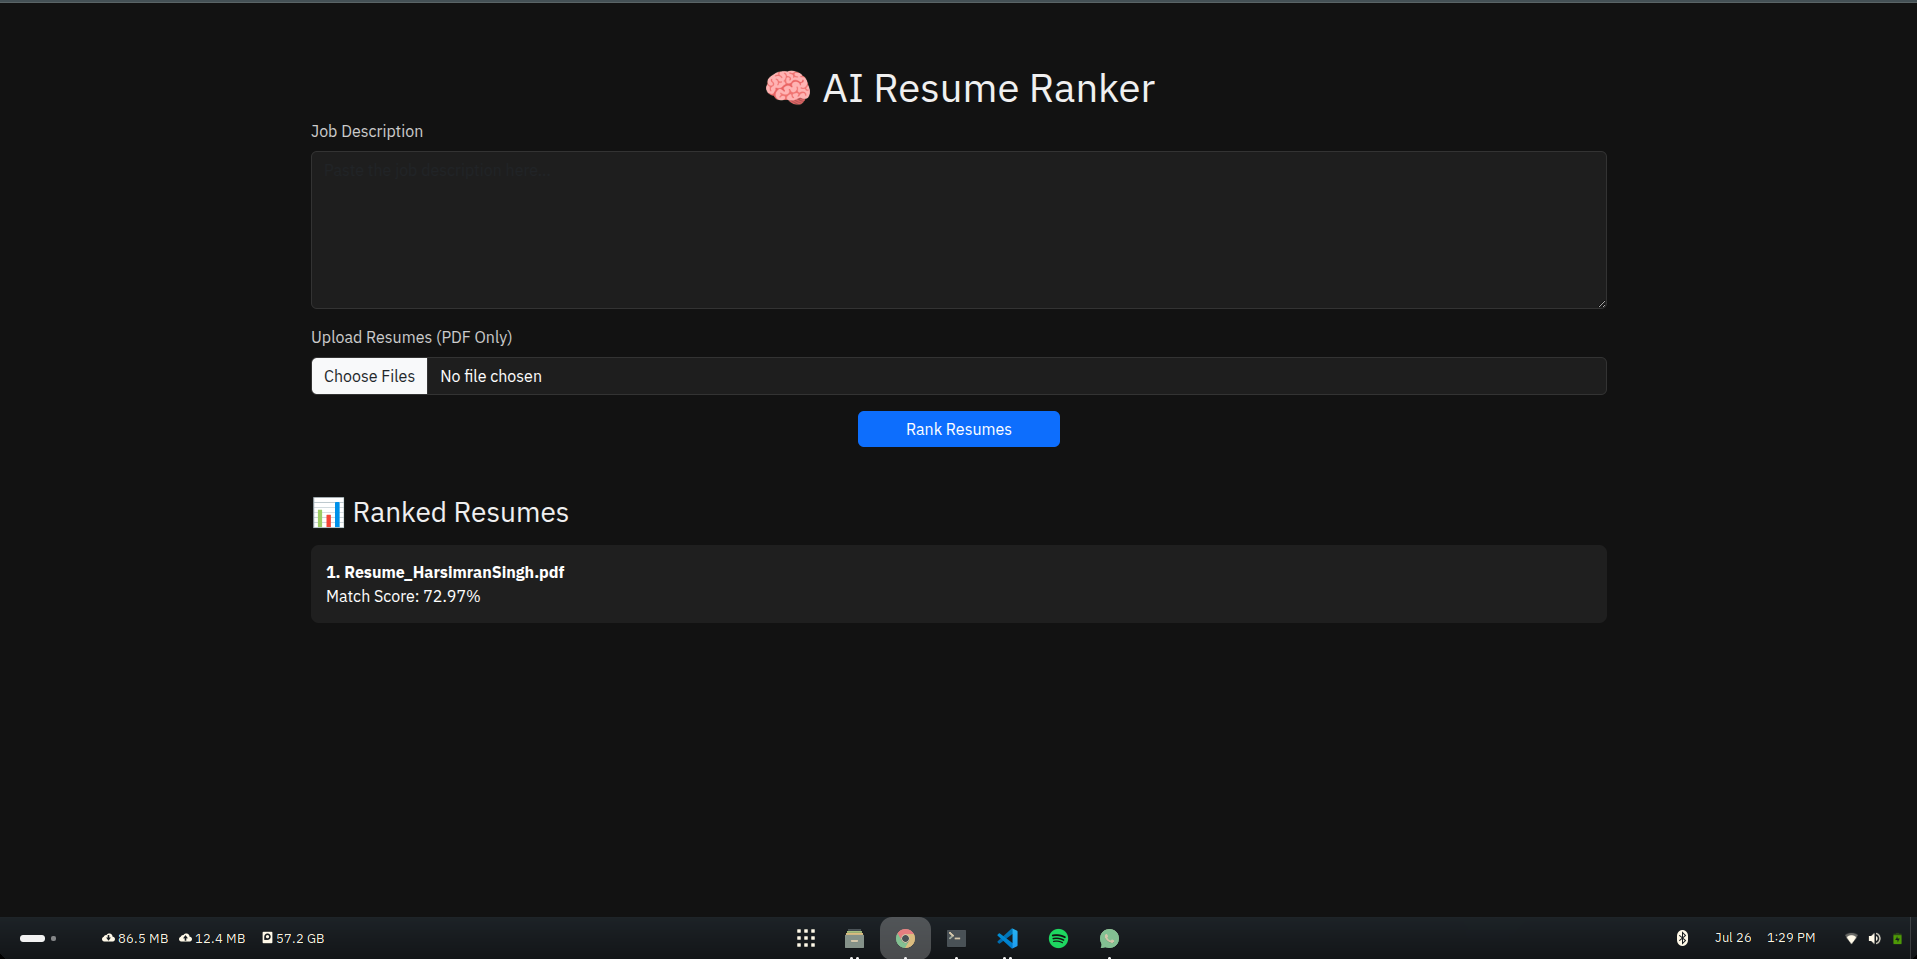 🧠 AI Resume Ranker
Job Description
Paste the job description here...
Upload Resumes (PDF Only)
Choose Files No file chosen
Rank Resumes
📊 Ranked Resumes
1. Resume_HarsimranSingh.pdf
Match Score: 72.97%
86.5 MB 12.4 MB 57.2 GB Jul 26 1:29 PM